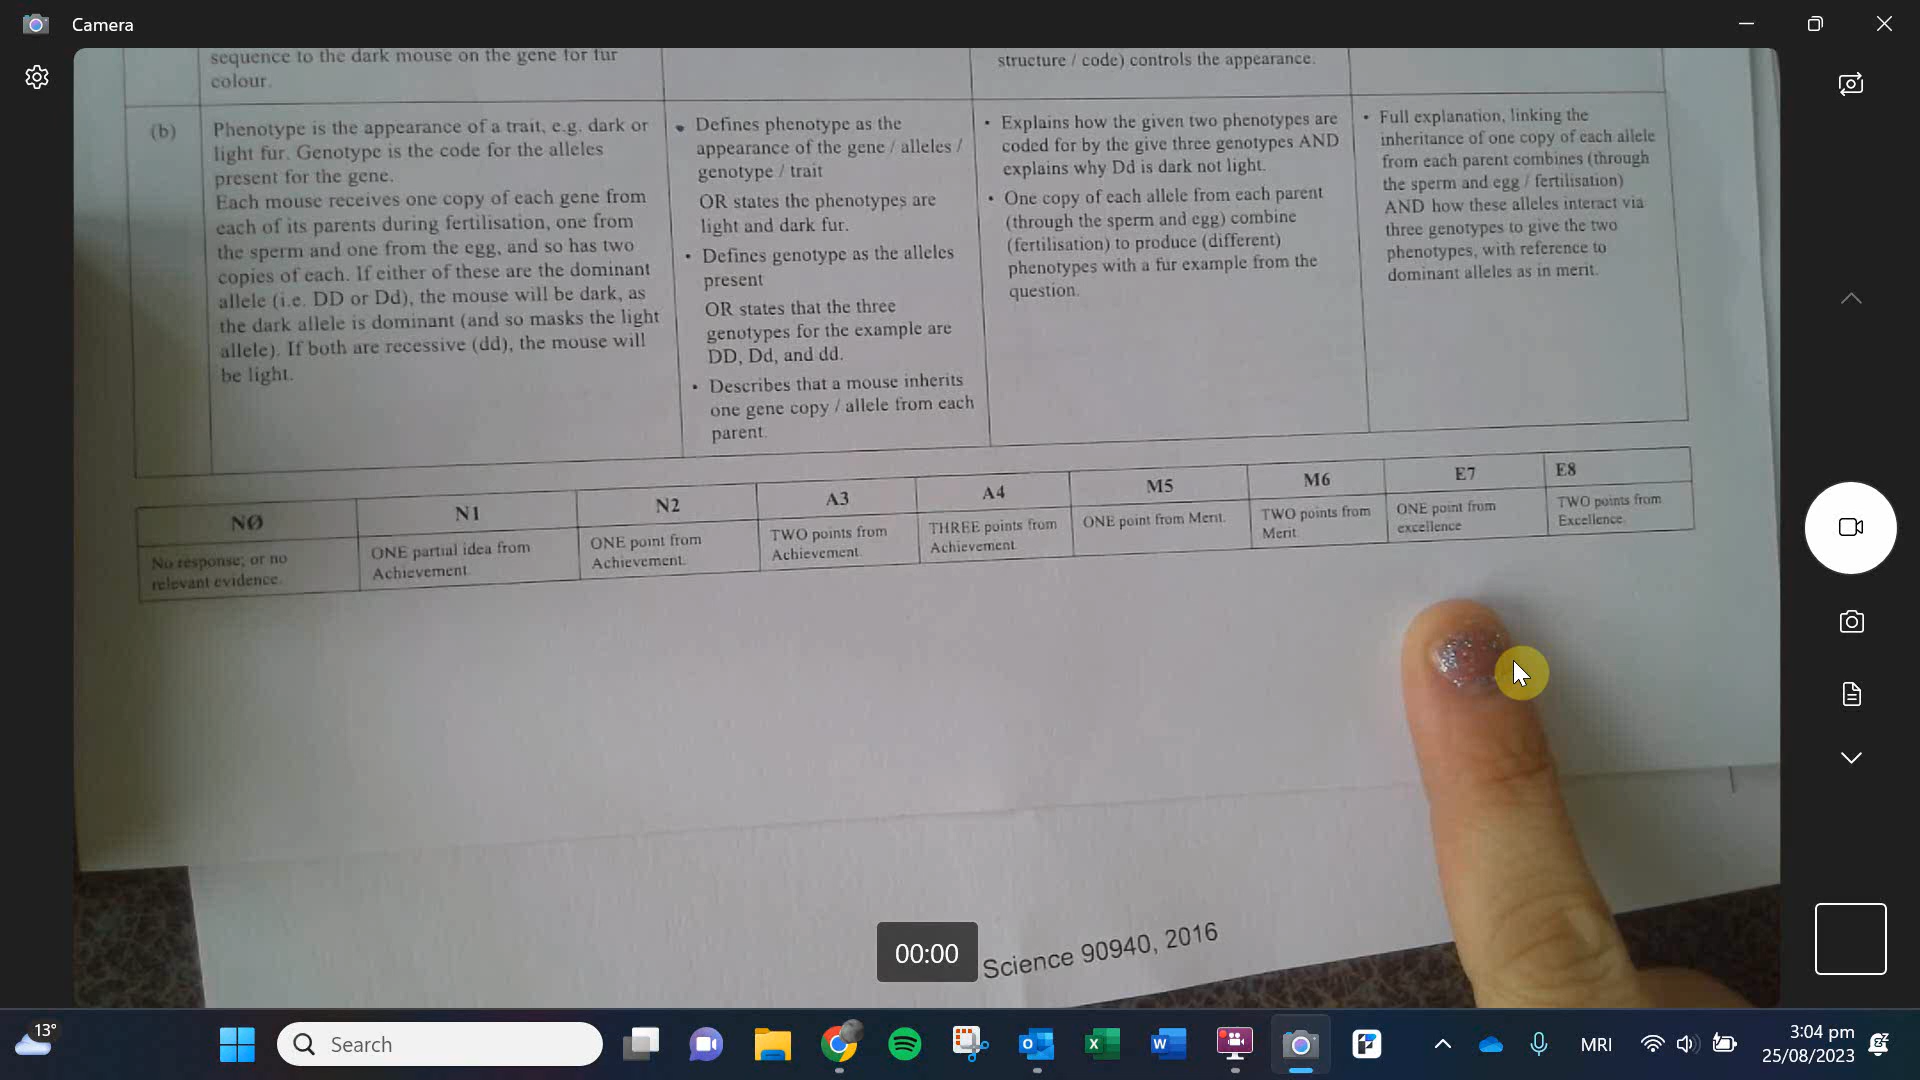 Camera
sequence to the dark mouse on the gene for fur
colour.
structure / code) controls the appearance.
(b)
Phenotype is the appearance of a trait, e.g. dark or
light fur. Genotype is the code for the alleles
present for the gene.
Each mouse receives one copy of each gene from
each of its parents during fertilisation, one from
the sperm and one from the egg, and so has two
copies of each. If either of these are the dominant
allele (i.e. DD or Dd), the mouse will be dark, as
the dark allele is dominant (and so masks the light
allele). If both are recessive (dd), the mouse will
be light.
• Defines phenotype as the
appearance of the gene / alleles /
genotype / trait
OR states the phenotypes are
light and dark fur.
• Defines genotype as the alleles
present
OR states that the three
genotypes for the example are
DD, Dd, and dd.
• Describes that a mouse inherits
one gene copy / allele from each
parent.
• Explains how the given two phenotypes are
coded for by the give three genotypes AND
explains why Dd is dark not light.
• One copy of each allele from each parent
(through the sperm and egg) combine
(fertilisation) to produce (different)
phenotypes with a fur example from the
question.
• Full explanation, linking the
inheritance of one copy of each allele
from each parent combines (through
the sperm and egg / fertilisation)
AND how these alleles interact via
three genotypes to give the two
phenotypes, with reference to
dominant alleles as in merit.
NØ
No response; or no
relevant evidence.
N1
ONE partial idea from
Achievement.
N2
ONE point from
Achievement.
A3
TWO points from
Achievement.
A4
THREE points from
Achievement.
M5
ONE point from Merit.
M6
TWO points from
Merit.
E7
ONE point from
excellence
E8
TWO points from
Excellence.
00:00
Science 90940, 2016
13°
Search
MRI
3:04 pm
25/08/2023